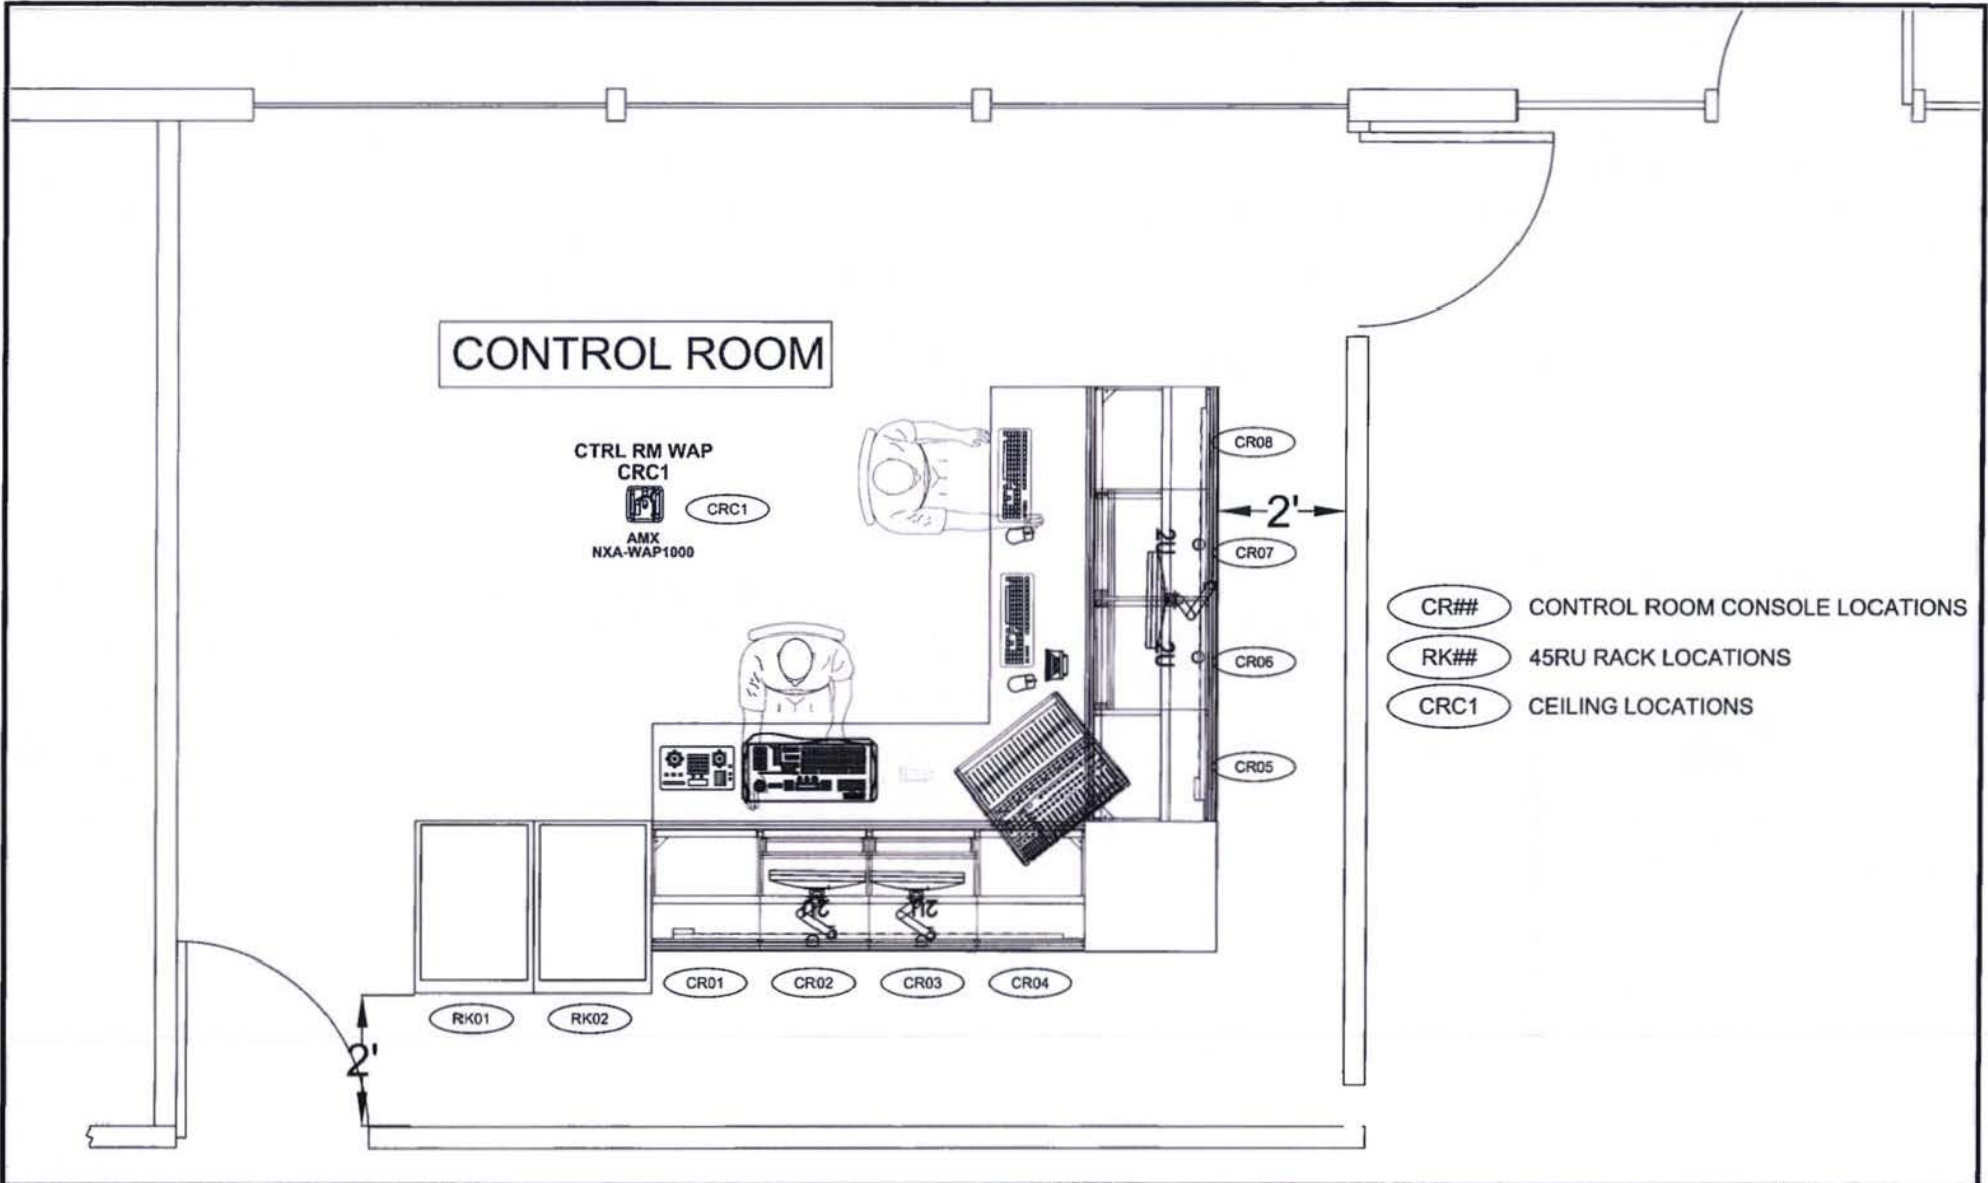 CONTROL ROOM
CTRL RM WAP
CRC1
CRC1
AMX
NXA-WAP1000
CR08
2'
CR07
2U
2U
CR06
CR05
CR## CONTROL ROOM CONSOLE LOCATIONS
RK## 45RU RACK LOCATIONS
CRC1 CEILING LOCATIONS
2U
2U
CR01 CR02 CR03 CR04
RK01 RK02
2'